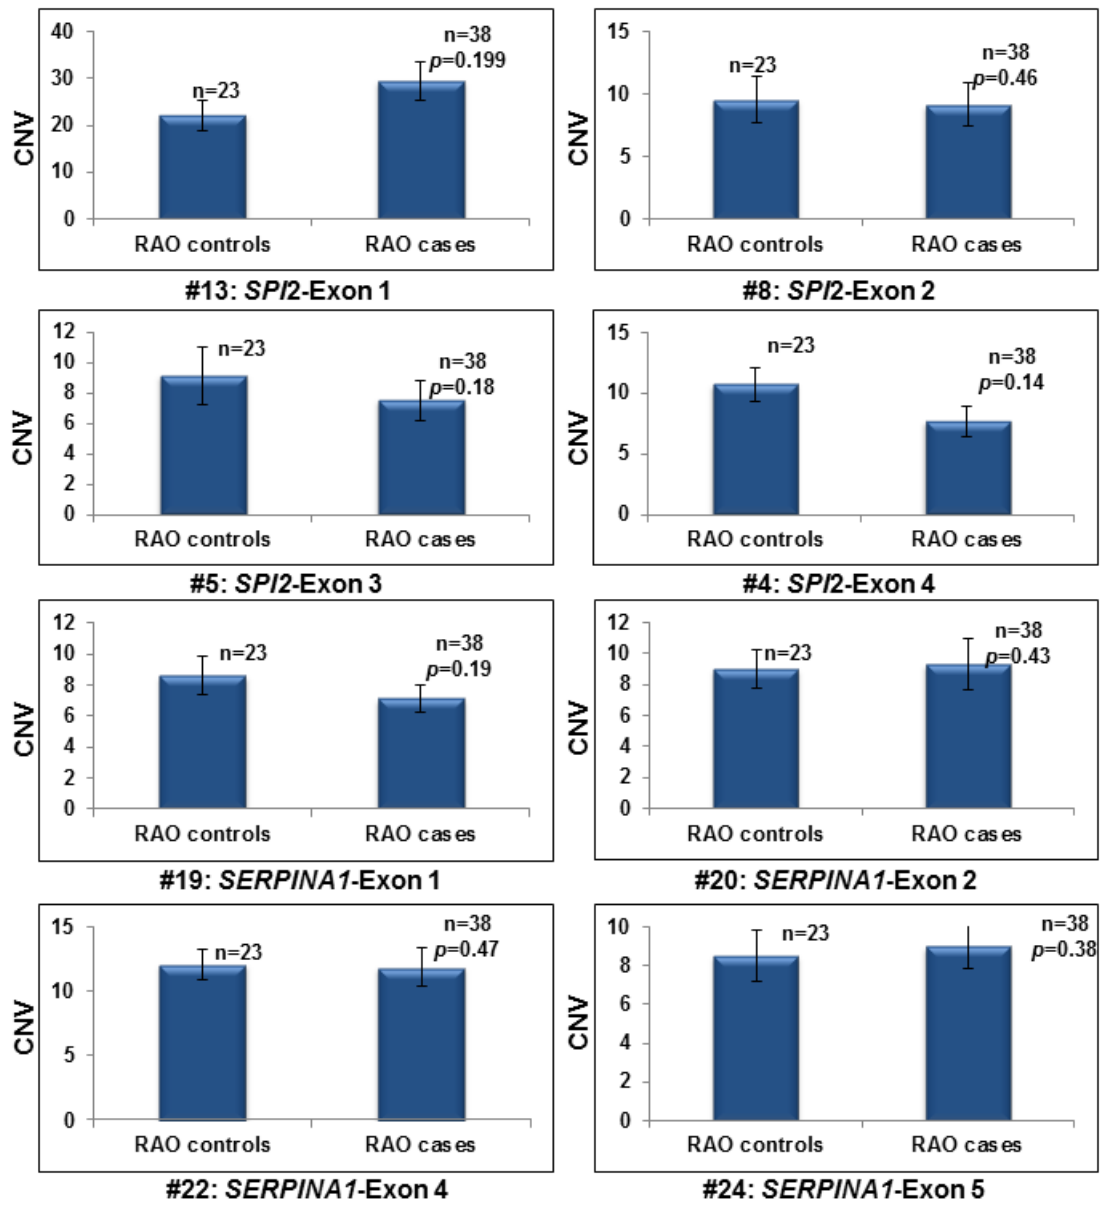 40
30
20
10
0
CNV
n=23
n=38
p=0.199
RAO controls
RAO cases
#13: SPI2-Exon 1
15
10
5
0
CNV
n=23
n=38
p=0.46
RAO controls
RAO cases
#8: SPI2-Exon 2
12
10
8
6
4
2
0
CNV
n=23
n=38
p=0.18
RAO controls
RAO cases
#5: SPI2-Exon 3
15
10
5
0
CNV
n=23
n=38
p=0.14
RAO controls
RAO cases
#4: SPI2-Exon 4
12
10
8
6
4
2
0
CNV
n=23
n=38
p=0.19
RAO controls
RAO cases
#19: SERPINA1-Exon 1
12
10
8
6
4
2
0
CNV
n=23
n=38
p=0.43
RAO controls
RAO cases
#20: SERPINA1-Exon 2
15
10
5
0
CNV
n=23
n=38
p=0.47
RAO controls
RAO cases
#22: SERPINA1-Exon 4
10
8
6
4
2
0
CNV
n=23
n=38
p=0.38
RAO controls
RAO cases
#24: SERPINA1-Exon 5